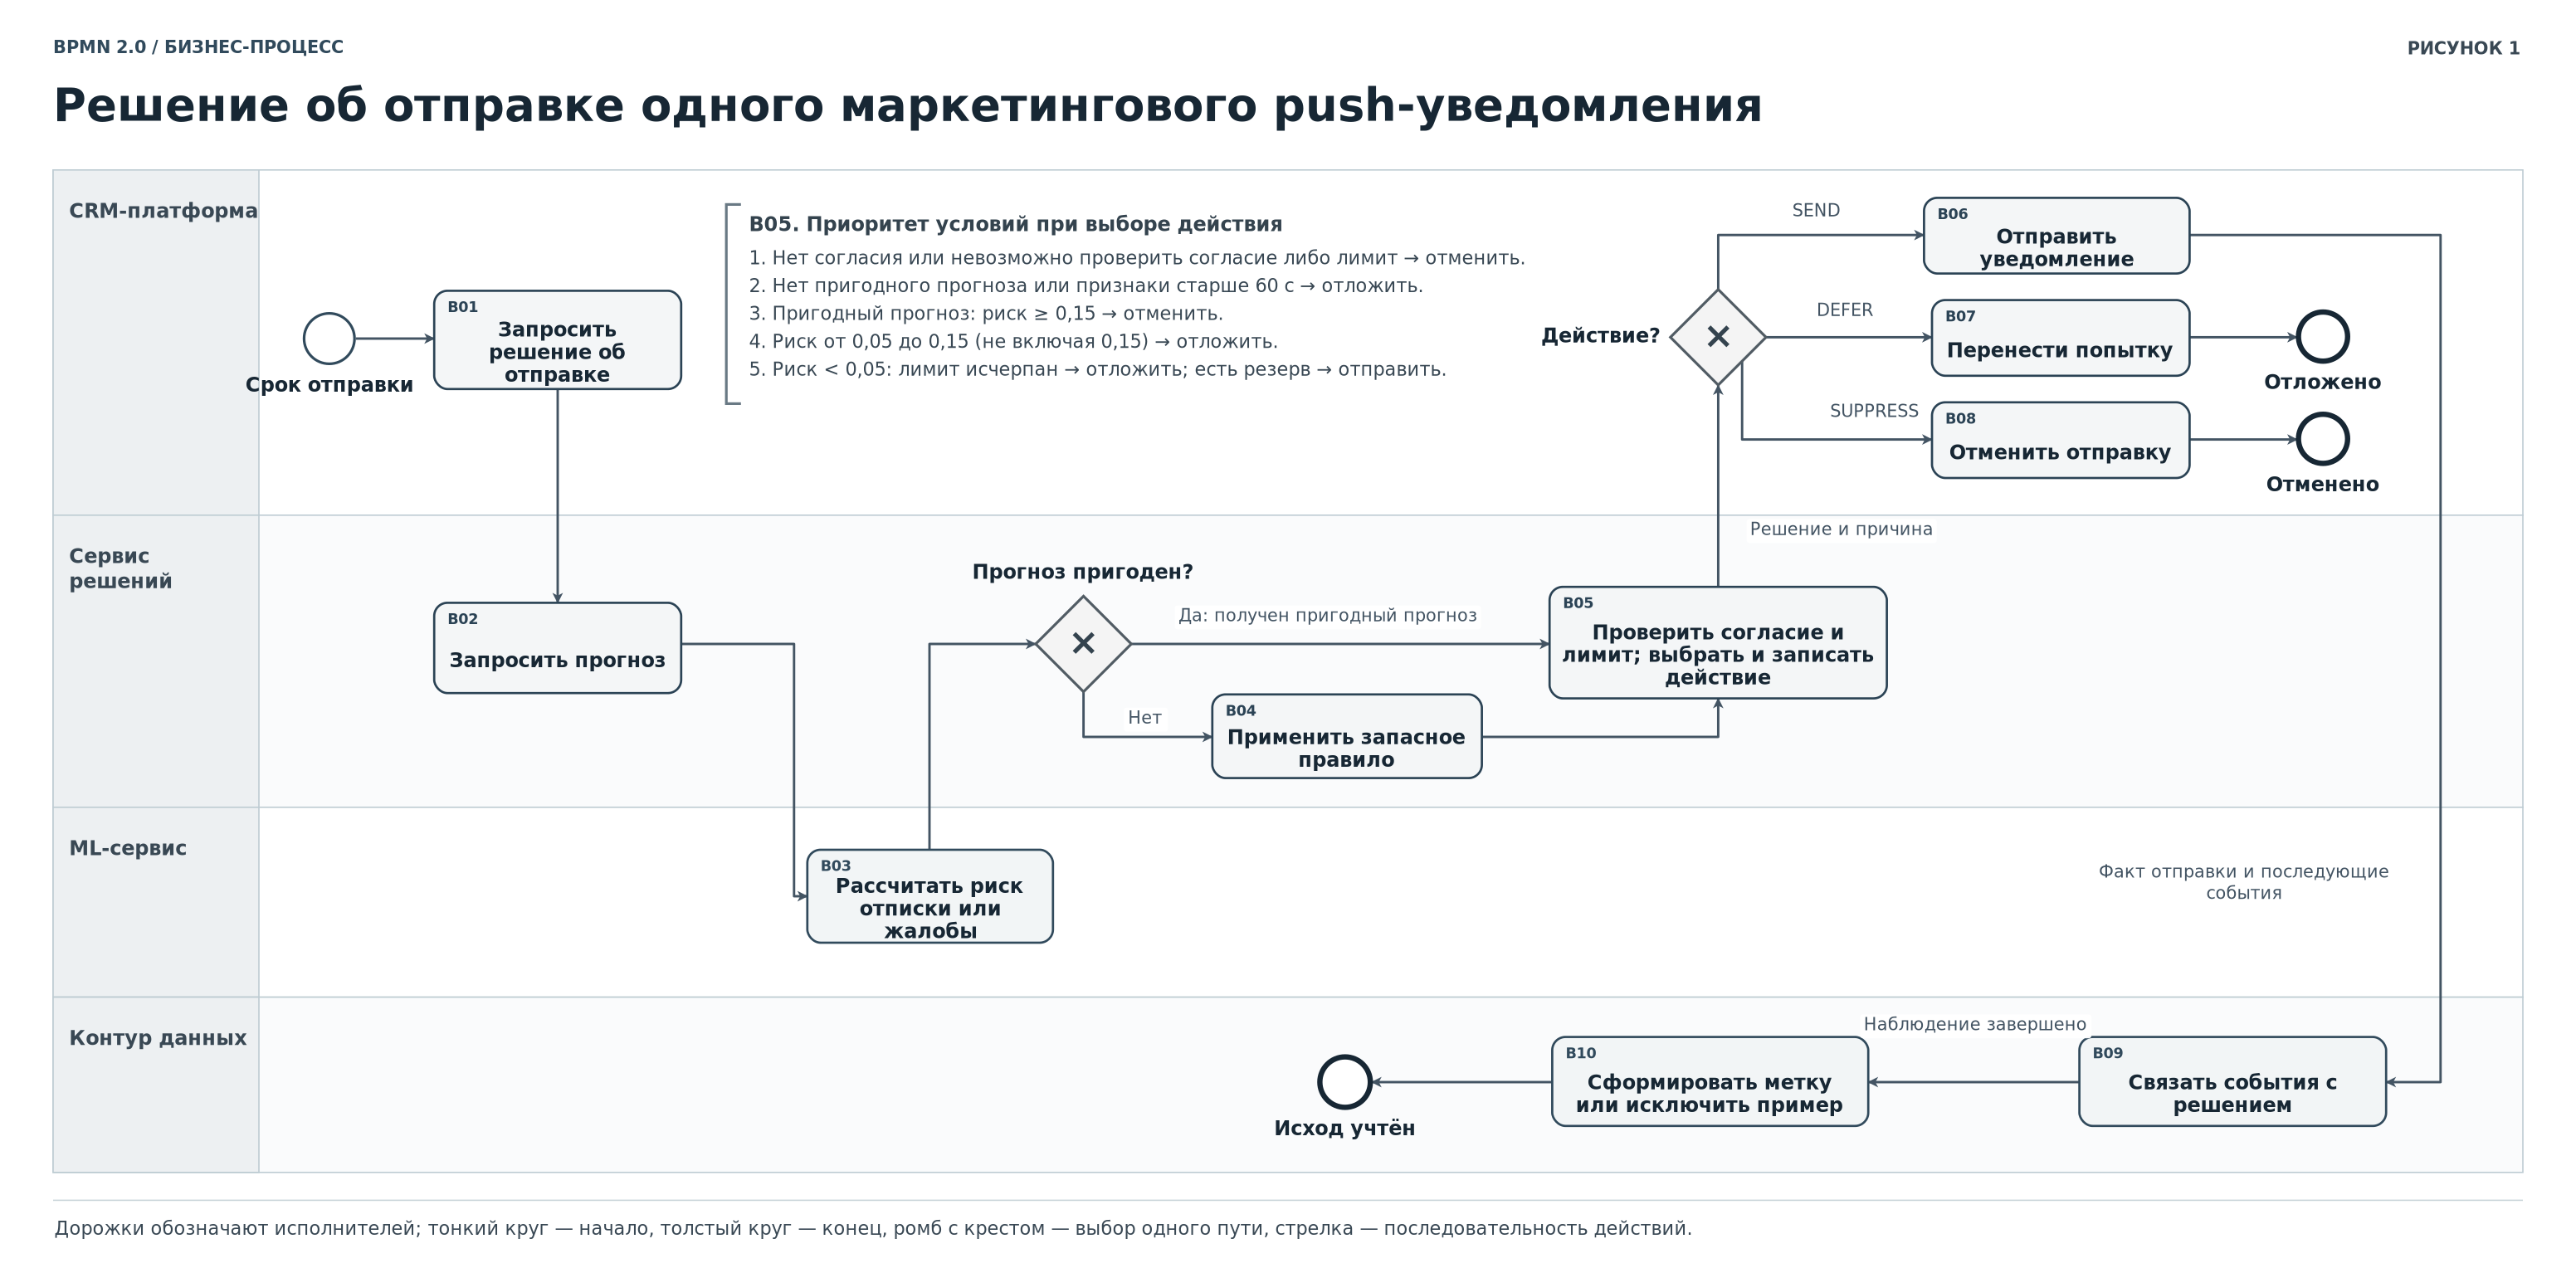 BPMN 2.0 / БИЗНЕС-ПРОЦЕСС
РИСУНОК 1
Решение об отправке одного маркетингового push-уведомления
CRM-платформа
Срок отправки
B01
Запросить
решение об
отправке
B05. Приоритет условий при выборе действия
1. Нет согласия или невозможно проверить согласие либо лимит → отменить.
2. Нет пригодного прогноза или признаки старше 60 с → отложить.
3. Пригодный прогноз: риск ≥ 0,15 → отменить.
4. Риск от 0,05 до 0,15 (не включая 0,15) → отложить.
5. Риск < 0,05: лимит исчерпан → отложить; есть резерв → отправить.
Действие?
SEND
B06
Отправить
уведомление
DEFER
B07
Перенести попытку
Отложено
SUPPRESS
B08
Отменить отправку
Отменено
Сервис
решений
Решение и причина
B02
Запросить прогноз
Прогноз пригоден?
Да: получен пригодный прогноз
Нет
B04
Применить запасное
правило
B05
Проверить согласие и
лимит; выбрать и записать
действие
ML-сервис
B03
Рассчитать риск
отписки или
жалобы
Факт отправки и последующие
события
Контур данных
Исход учтён
B10
Сформировать метку
или исключить пример
Наблюдение завершено
B09
Связать события с
решением
Дорожки обозначают исполнителей; тонкий круг — начало, толстый круг — конец, ромб с крестом — выбор одного пути, стрелка — последовательность действий.